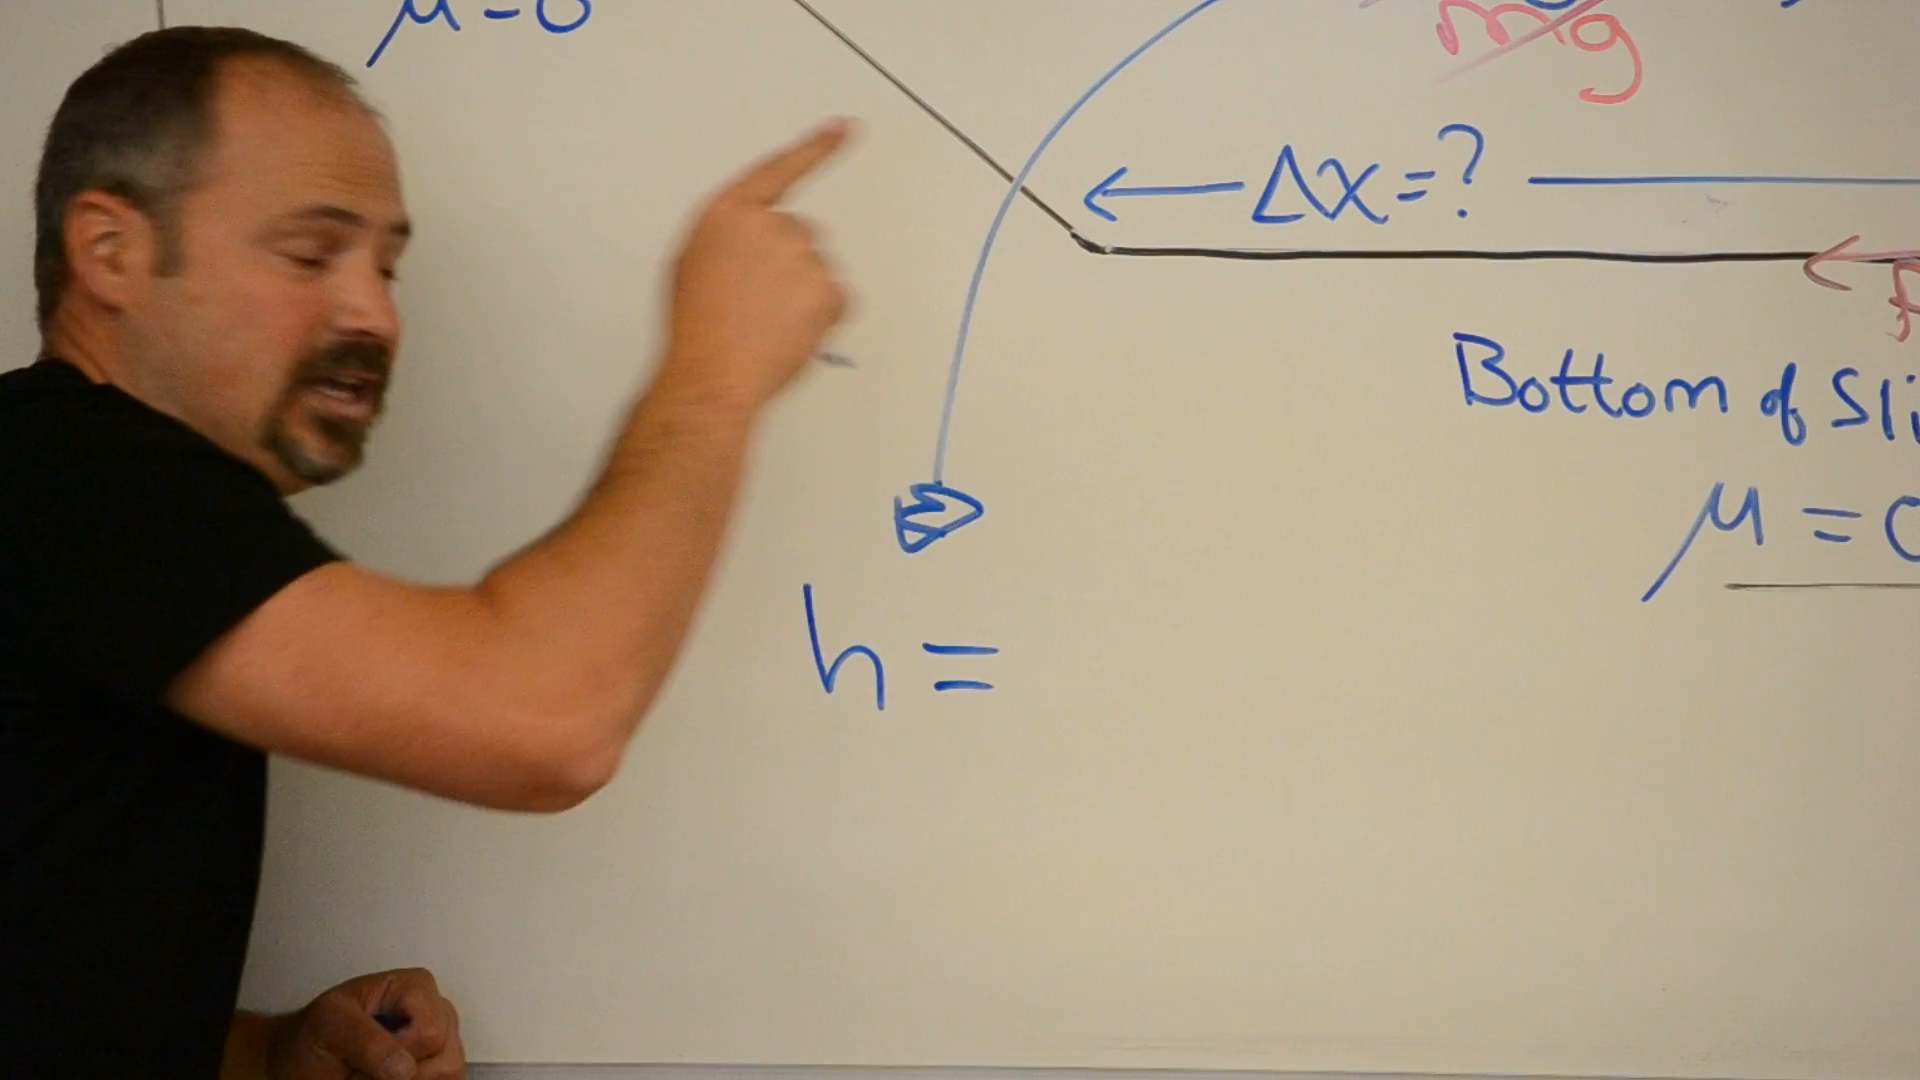 μ = 0
mg
Δx = ?
Bottom of Sli
μ = 0
h =